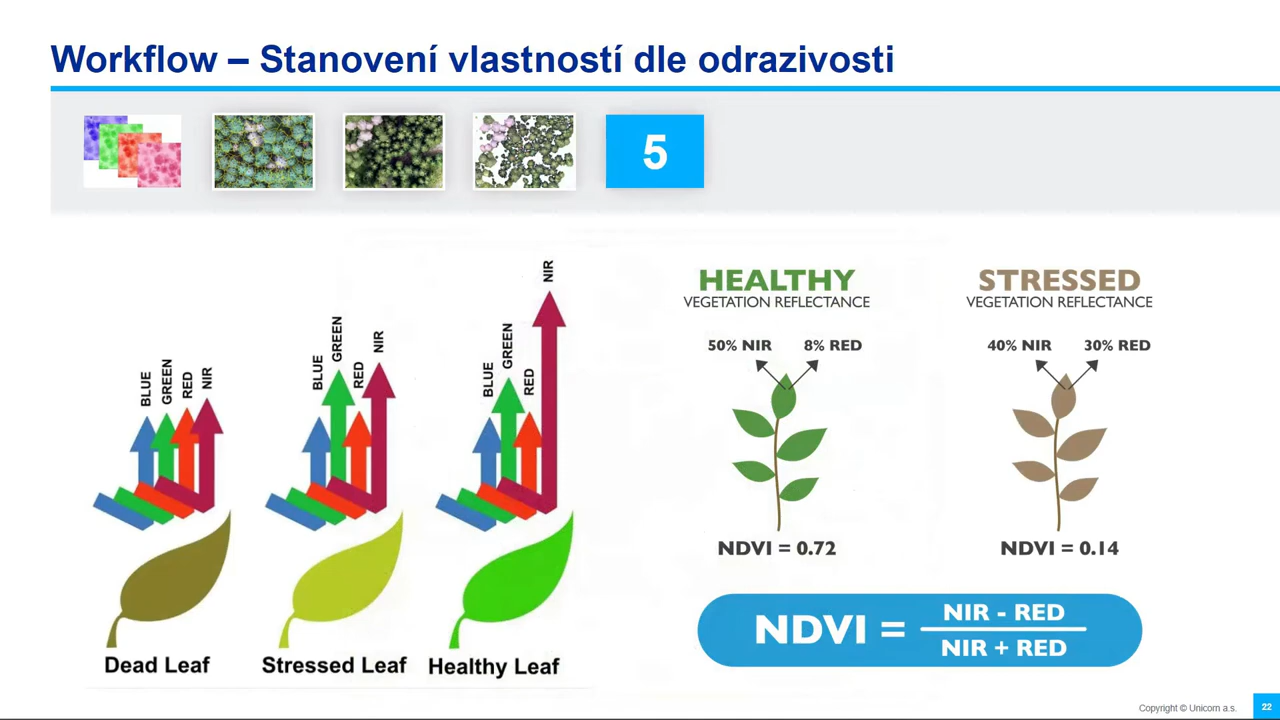 Workflow – Stanovení vlastností dle odrazivosti
5
BLUE
GREEN
RED
NIR
Dead Leaf
BLUE
GREEN
RED
NIR
Stressed Leaf
BLUE
GREEN
RED
NIR
Healthy Leaf
HEALTHY
VEGETATION REFLECTANCE
50% NIR
8% RED
NDVI = 0.72
STRESSED
VEGETATION REFLECTANCE
40% NIR
30% RED
NDVI = 0.14
NDVI =
NIR - RED
NIR + RED
Copyright © Unicorn a.s.
22